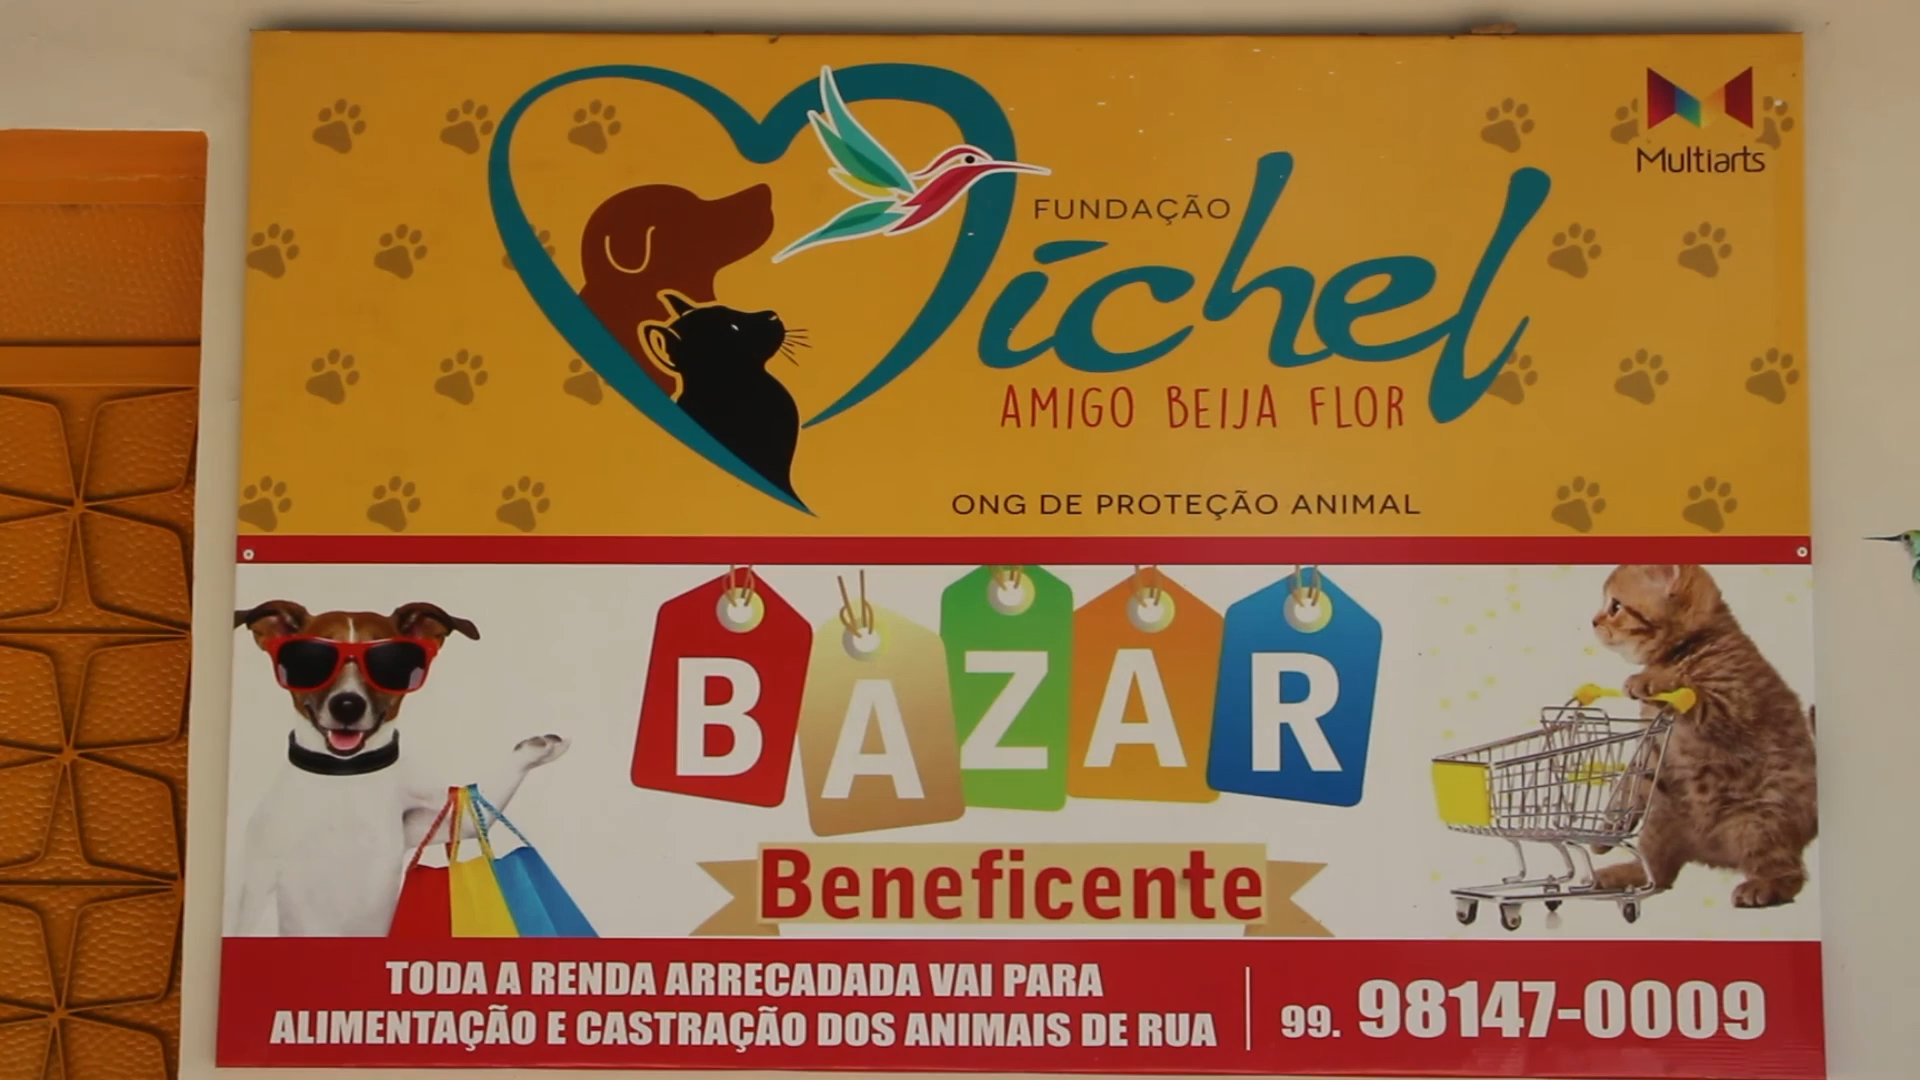 Multiarts
FUNDAÇÃO
Michel
AMIGO BEIJA FLOR
ONG DE PROTEÇÃO ANIMAL
BAZAR
Beneficente
TODA A RENDA ARRECADADA VAI PARA
ALIMENTAÇÃO E CASTRAÇÃO DOS ANIMAIS DE RUA
99. 98147-0009